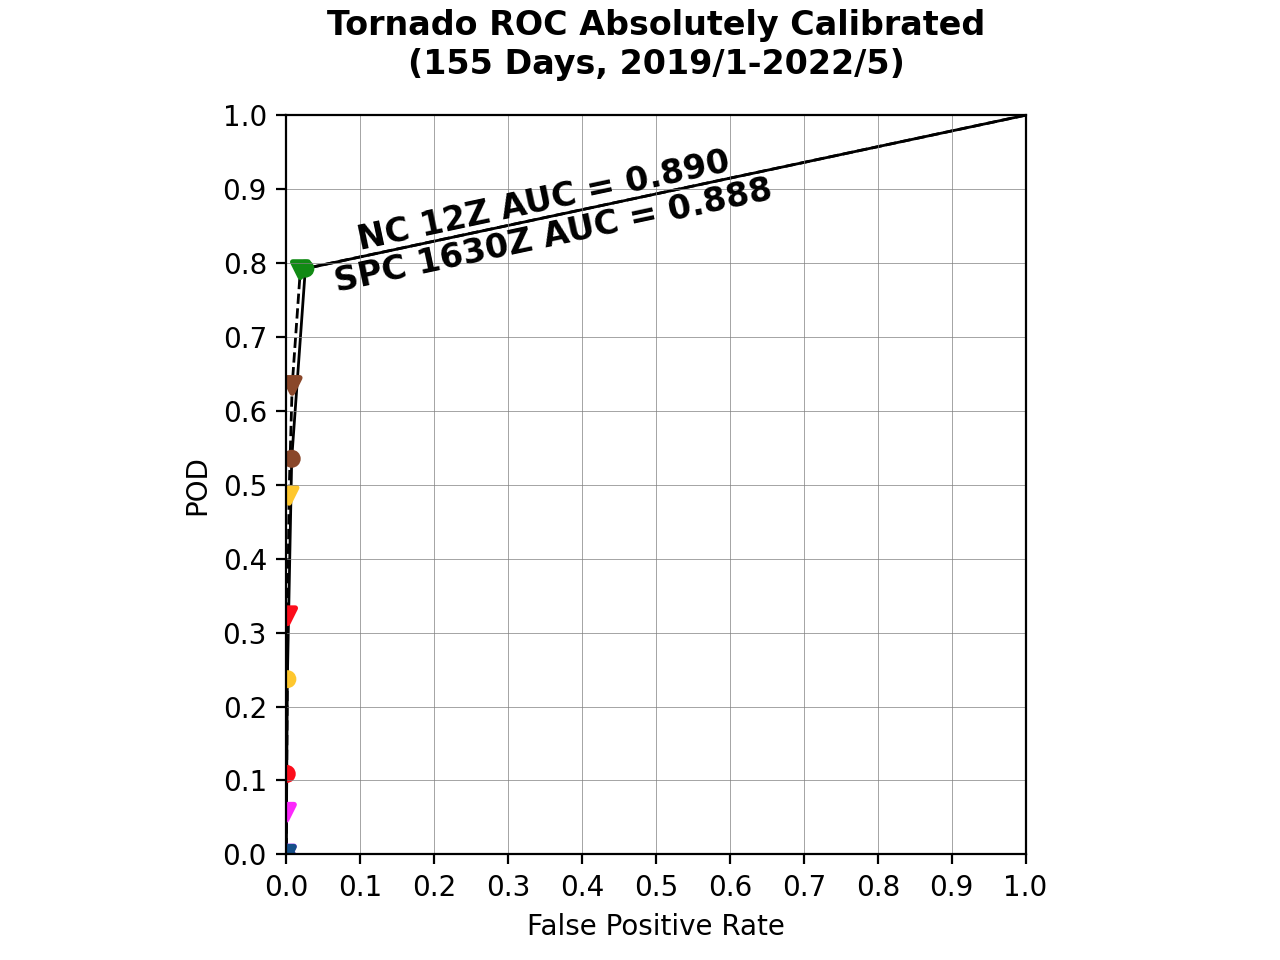 Tornado ROC Absolutely Calibrated
(155 Days, 2019/1-2022/5)
1.0
0.9
0.8
0.7
0.6
0.5
0.4
0.3
0.2
0.1
0.0
POD
NC 12Z AUC = 0.890
SPC 1630Z AUC = 0.888
0.0 0.1 0.2 0.3 0.4 0.5 0.6 0.7 0.8 0.9 1.0
False Positive Rate